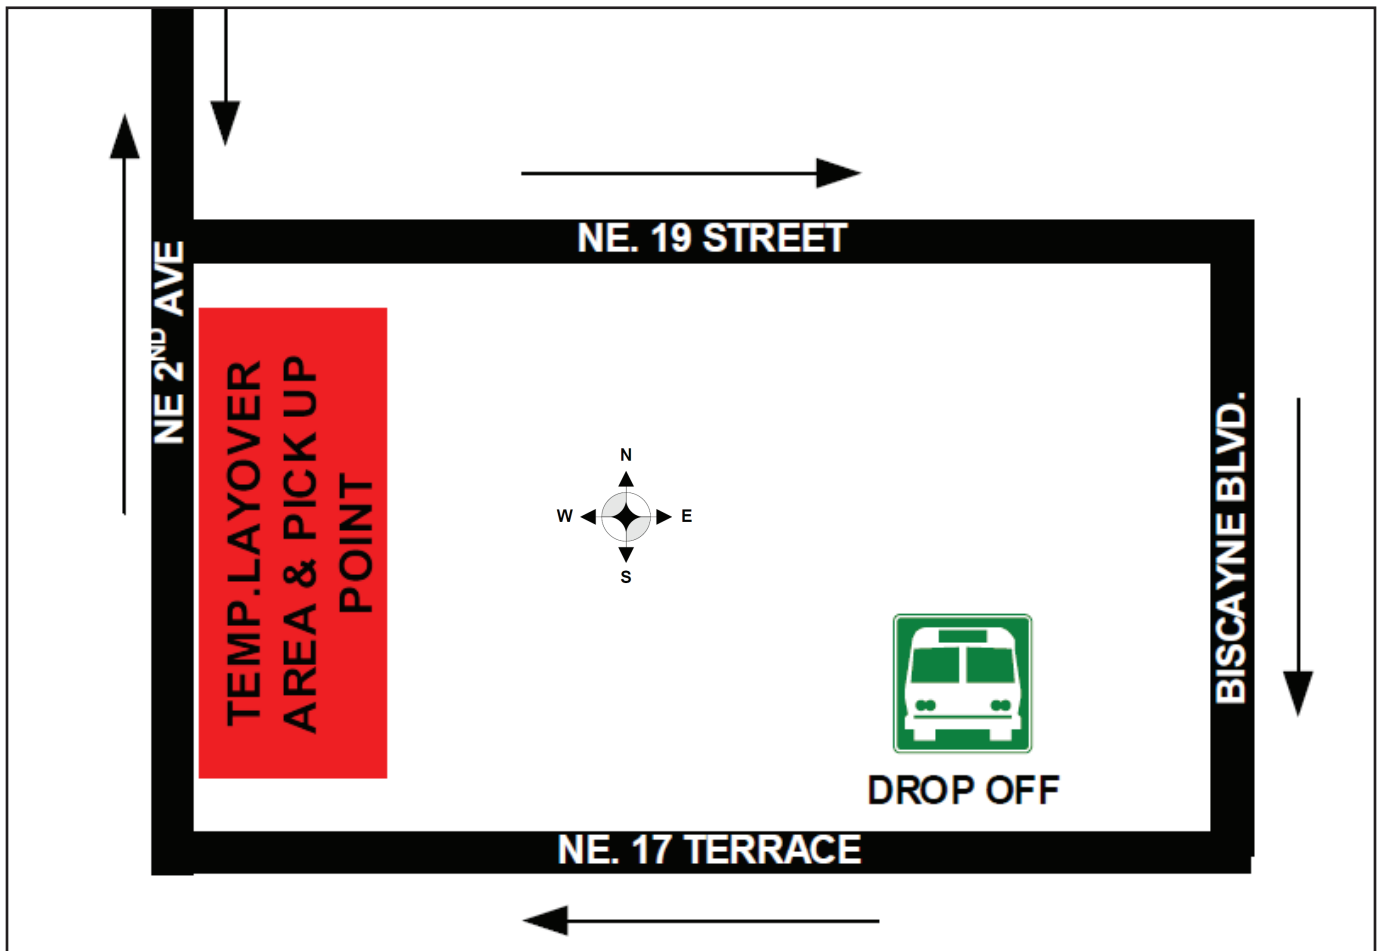 NE. 19 STREET
NE 2ND AVE
TEMP.LAYOVER
AREA & PICK UP
POINT
N
W
E
S
BISCAYNE BLVD.
DROP OFF
NE. 17 TERRACE